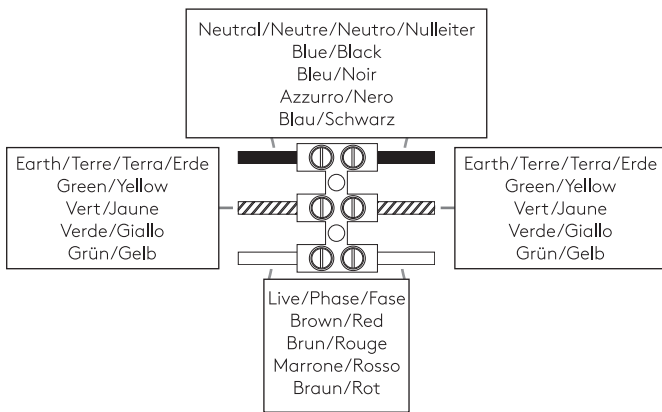 Neutral/Neutre/Neutro/Nulleiter
Blue/Black
Bleu/Noir
Azzurro/Nero
Blau/Schwarz
Earth/Terre/Terra/Erde
Green/Yellow
Vert/Jaune
Verde/Giallo
Grün/Gelb
Earth/Terre/Terra/Erde
Green/Yellow
Vert/Jaune
Verde/Giallo
Grün/Gelb
Live/Phase/Fase
Brown/Red
Brun/Rouge
Marrone/Rosso
Braun/Rot